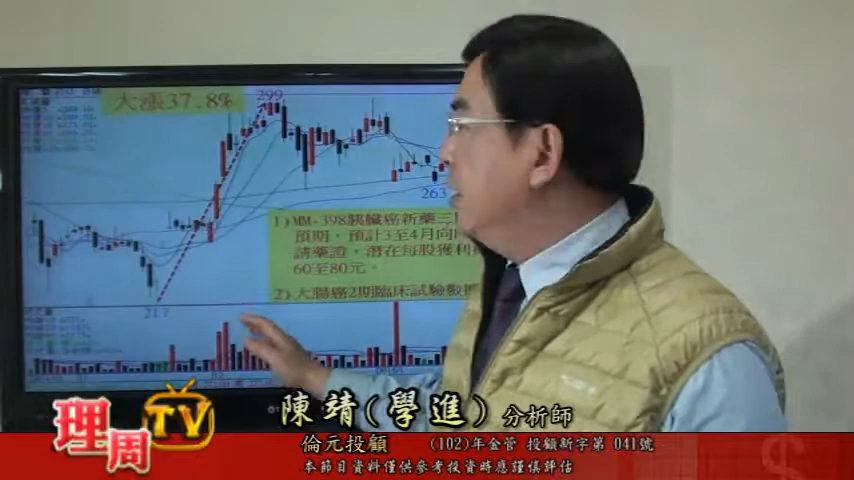 大漲37.8%
299
263
1)MM-398胰臟癌新藥三
預期，預計3至4月向
請藥證，潛在每股獲利
60至80元。
2)大腸癌2期臨床試驗數據
217
理周TV
陳靖(學進)分析師
倫元投顧 (102)年金管 投顧新字第 041號
本節目資料僅供參考投資時應謹慎評估